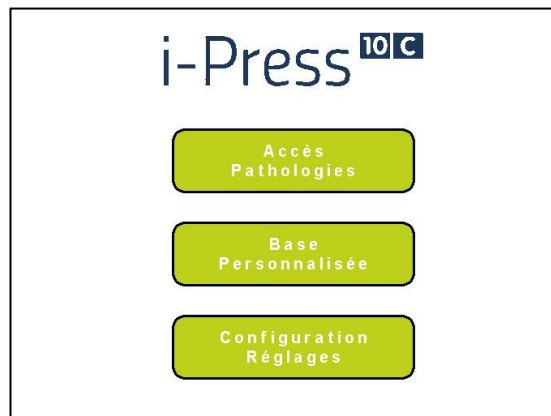 i-Press 10 C
Accès
Pathologies
Base
Personnalisée
Configuration
Réglages